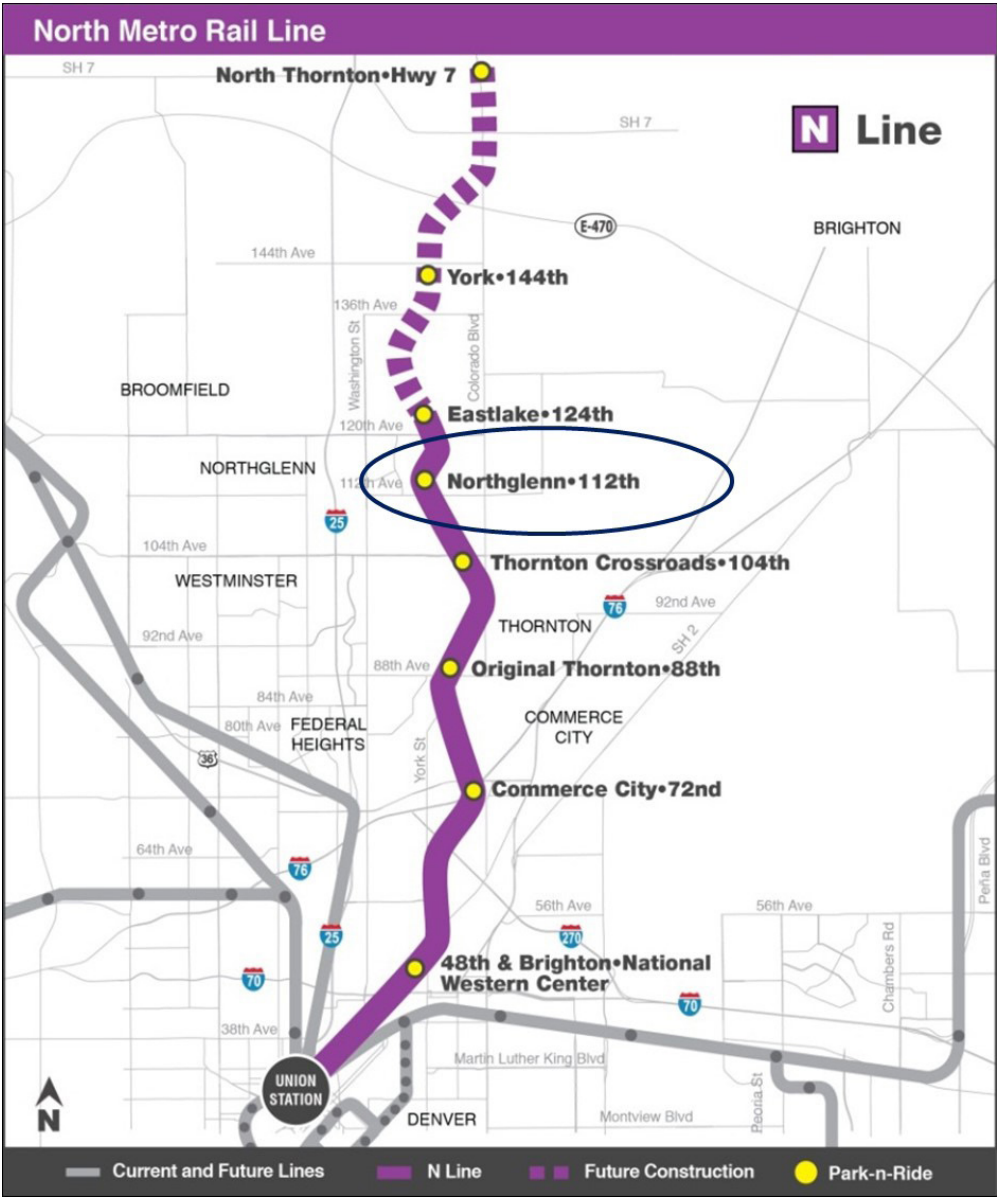 North Metro Rail Line
SH 7
North Thornton•Hwy 7
N Line
SH 7
E-470
BRIGHTON
144th Ave
York•144th
136th Ave
Washington St
Colorado Blvd
BROOMFIELD
Eastlake•124th
120th Ave
NORTHGLENN
112th Ave
Northglenn•112th
25
104th Ave
Thornton Crossroads•104th
WESTMINSTER
76
92nd Ave
THORNTON
SH 2
92nd Ave
88th Ave
Original Thornton•88th
84th Ave
80th Ave
FEDERAL
HEIGHTS
COMMERCE
CITY
36
York St
Commerce City•72nd
64th Ave
76
Peña Blvd
56th Ave
56th Ave
25
270
Chambers Rd
70
48th & Brighton•National
Western Center
70
38th Ave
Martin Luther King Blvd
UNION
STATION
Peoria St
N
DENVER
Montview Blvd
Current and Future Lines
N Line
Future Construction
Park-n-Ride